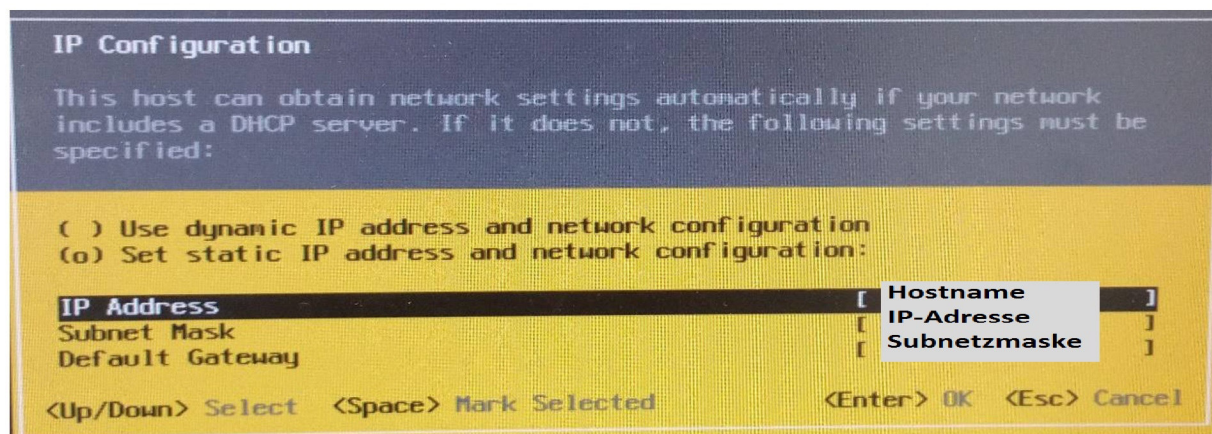 IP Configuration
This host can obtain network settings automatically if your network
includes a DHCP server. If it does not, the following settings must be
specified:
( ) Use dynamic IP address and network configuration
(o) Set static IP address and network configuration:
IP Address [ Hostname ]
Subnet Mask [ IP-Adresse ]
Default Gateway [ Subnetzmaske ]
<Up/Down> Select <Space> Mark Selected <Enter> OK <Esc> Cancel